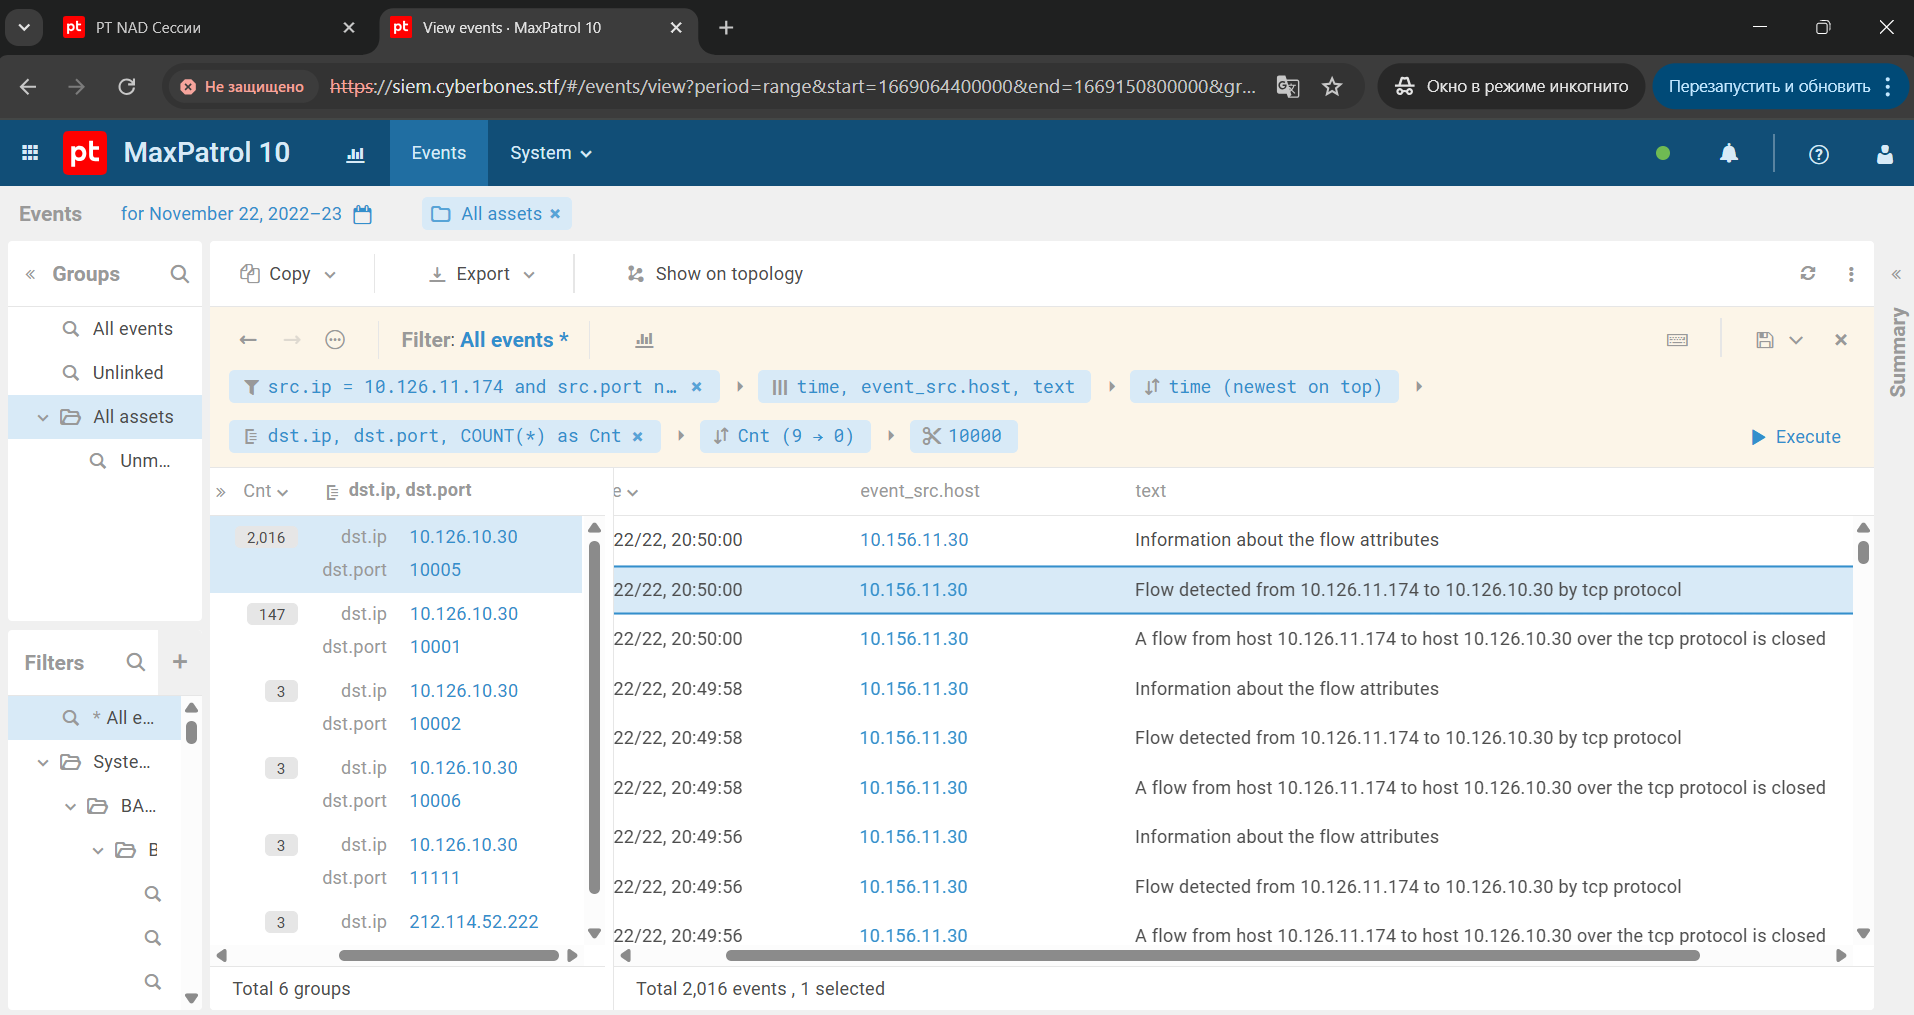 PT NAD Сессии
View events · MaxPatrol 10
Не защищено
https://siem.cyberbones.stf/#/events/view?period=range&start=1669064400000&end=1669150800000&gr...
Окно в режиме инкогнито
Перезапустить и обновить
pt MaxPatrol 10
Events
System
Events
for November 22, 2022–23
All assets
Groups
All events
Unlinked
All assets
Unm...
Filters
* All e...
Syste...
BA...
B
Copy
Export
Show on topology
Filter: All events *
src.ip = 10.126.11.174 and src.port n...
time, event_src.host, text
time (newest on top)
dst.ip, dst.port, COUNT(*) as Cnt
Cnt (9 → 0)
10000
Execute
Summary
Cnt dst.ip, dst.port
2,016 dst.ip 10.126.10.30
dst.port 10005
147 dst.ip 10.126.10.30
dst.port 10001
3 dst.ip 10.126.10.30
dst.port 10002
3 dst.ip 10.126.10.30
dst.port 10006
3 dst.ip 10.126.10.30
dst.port 11111
3 dst.ip 212.114.52.222
Total 6 groups
e event_src.host text
22/22, 20:50:00 10.156.11.30 Information about the flow attributes
22/22, 20:50:00 10.156.11.30 Flow detected from 10.126.11.174 to 10.126.10.30 by tcp protocol
22/22, 20:50:00 10.156.11.30 A flow from host 10.126.11.174 to host 10.126.10.30 over the tcp protocol is closed
22/22, 20:49:58 10.156.11.30 Information about the flow attributes
22/22, 20:49:58 10.156.11.30 Flow detected from 10.126.11.174 to 10.126.10.30 by tcp protocol
22/22, 20:49:58 10.156.11.30 A flow from host 10.126.11.174 to host 10.126.10.30 over the tcp protocol is closed
22/22, 20:49:56 10.156.11.30 Information about the flow attributes
22/22, 20:49:56 10.156.11.30 Flow detected from 10.126.11.174 to 10.126.10.30 by tcp protocol
22/22, 20:49:56 10.156.11.30 A flow from host 10.126.11.174 to host 10.126.10.30 over the tcp protocol is closed
Total 2,016 events , 1 selected